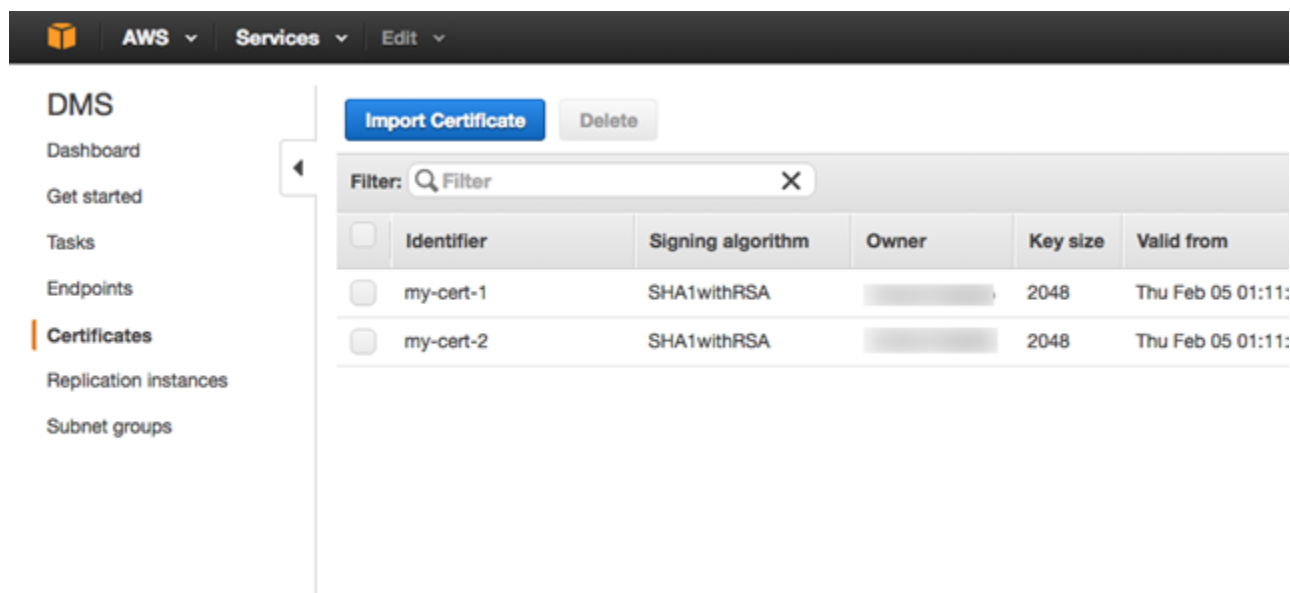 AWS Services Edit
DMS
Dashboard
Get started
Tasks
Endpoints
Certificates
Replication instances
Subnet groups
Import Certificate Delete
Filter: Filter
Identifier Signing algorithm Owner Key size Valid from
my-cert-1 SHA1withRSA 2048 Thu Feb 05 01:11:
my-cert-2 SHA1withRSA 2048 Thu Feb 05 01:11: